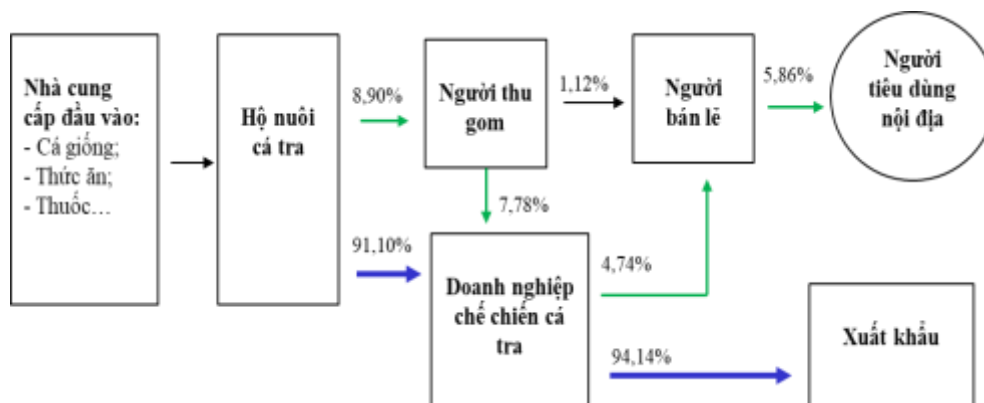 Nhà cung
cấp đầu vào:
- Cá giống;
- Thức ăn;
- Thuốc…
Hộ nuôi
cá tra
8,90%
Người thu
gom
1,12%
Người
bán lẽ
5,86%
Người
tiêu dùng
nội địa
7,78%
91,10%
Doanh nghiệp
chế chiến cá
tra
4,74%
94,14%
Xuất khẩu